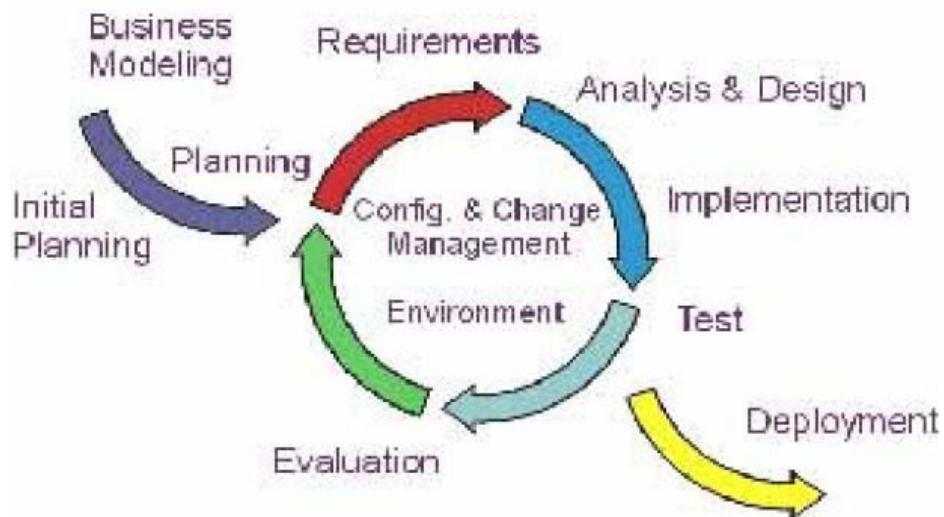 Business
Modeling
Requirements
Analysis & Design
Planning
Initial
Planning
Config. & Change
Management
Implementation
Environment
Test
Deployment
Evaluation